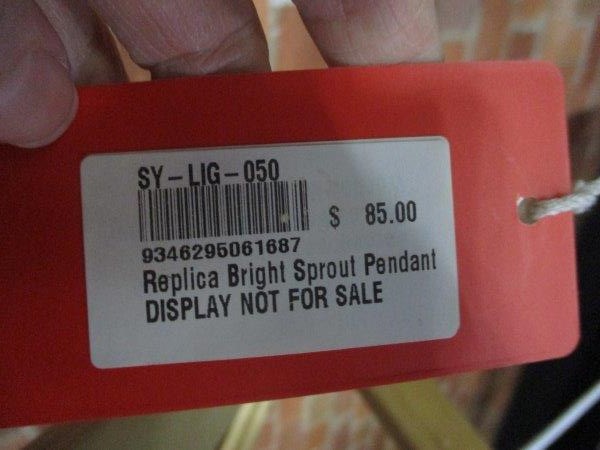 SY-LIG-050
$ 85.00
9346295061687
Replica Bright Sprout Pendant
DISPLAY NOT FOR SALE